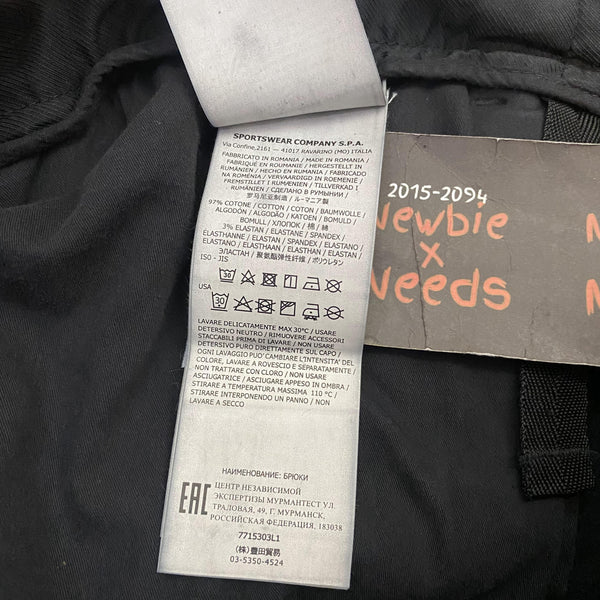 SPORTSWEAR COMPANY S.P.A.
Via Confine,2161 — 41017 RAVARINO (MO) ITALIA
FABBRICATO IN ROMANIA / MADE IN ROMANIA /
FABRIQUÉ EN ROUMANIE / HERGESTELLT IN
RUMÄNIEN / HECHO EN RUMANÍA / FABRICADO
NA ROMÉNIA / VERVAARDIGD IN ROEMENIË /
FREMSTILLET I RUMÆNIEN / TILLVERKAD I
RUMÄNIEN / СДЕЛАНО В РУМЫНИИ /
罗马尼亚制造 / ルーマニア製
97% COTONE / COTTON / COTON / BAUMWOLLE /
ALGODÓN / ALGODÃO / KATOEN / BOMULD /
BOMULL / ХЛОПОК / 棉 / 綿
3% ELASTAN / ELASTANE / SPANDEX /
ELASTHANNE / ELASTAN / SPANDEX / ELASTANO /
ELASTANO / ELASTHAAN / ELASTHAN / ELASTAN /
ЭЛАСТАН / 聚氨酯弹性纤维 / ポリウレタン
ISO - JIS
30
USA
30
LAVARE DELICATAMENTE MAX 30°C / USARE
DETERSIVO NEUTRO / RIMUOVERE ACCESSORI
STACCABILI PRIMA DI LAVARE / NON USARE
DETERSIVO PURO DIRETTAMENTE SUL CAPO /
OGNI LAVAGGIO PUO' CAMBIARE L'INTENSITA' DEL
COLORE, LAVARE A ROVESCIO E SEPARATAMENTE /
NON TRATTARE CON CLORO / NON USARE
ASCIUGATRICE / ASCIUGARE APPESO IN OMBRA /
STIRARE A TEMPERATURA MASSIMA 110 °C /
STIRARE INTERPONENDO UN PANNO / NON
LAVARE A SECCO
НАИМЕНОВАНИЕ: БРЮКИ
EAC
ЦЕНТР НЕЗАВИСИМОЙ
ЭКСПЕРТИЗЫ МУРМАНТЕСТ УЛ.
ТРАЛОВАЯ, 49, Г. МУРМАНСК,
РОССИЙСКАЯ ФЕДЕРАЦИЯ, 183038
7715303L1
(株) 豊田貿易
03-5350-4524
2015-2094
Newbie
x
Needs